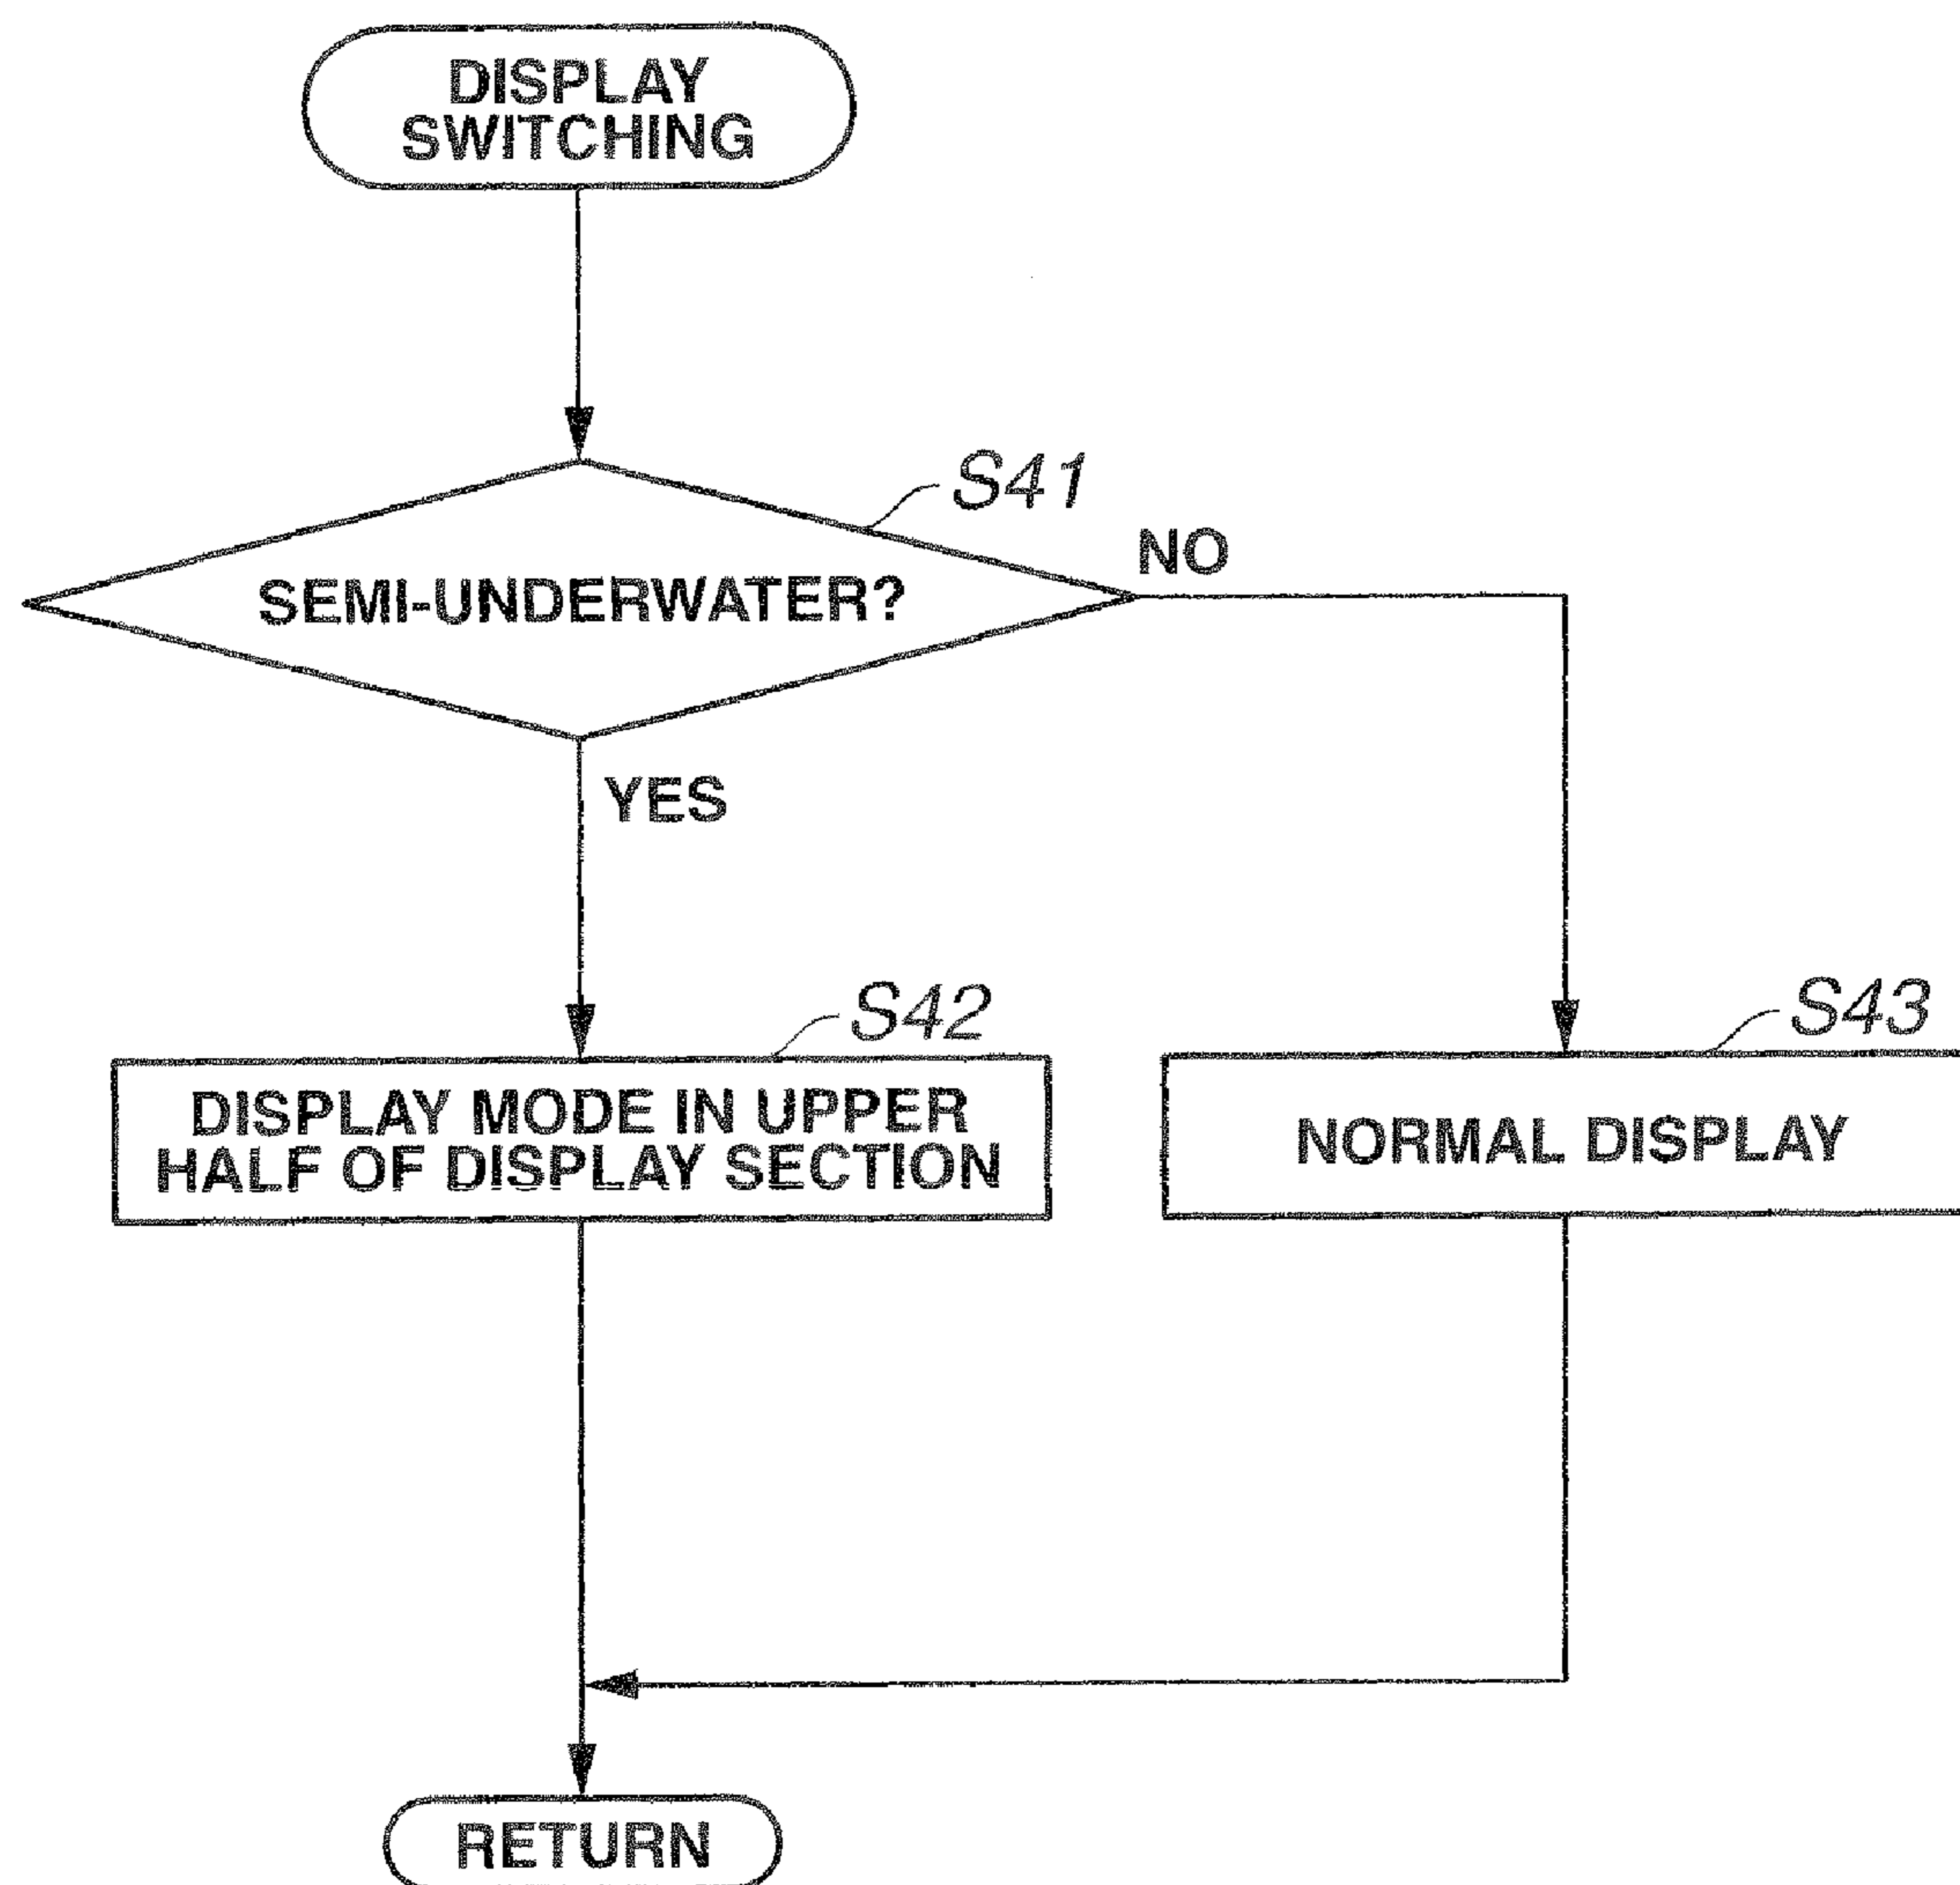 DISPLAY
SWITCHING
S41
NO
SEMI-UNDERWATER?
YES
S42
S43
DISPLAY MODE IN UPPER
HALF OF DISPLAY SECTION
NORMAL DISPLAY
RETURN